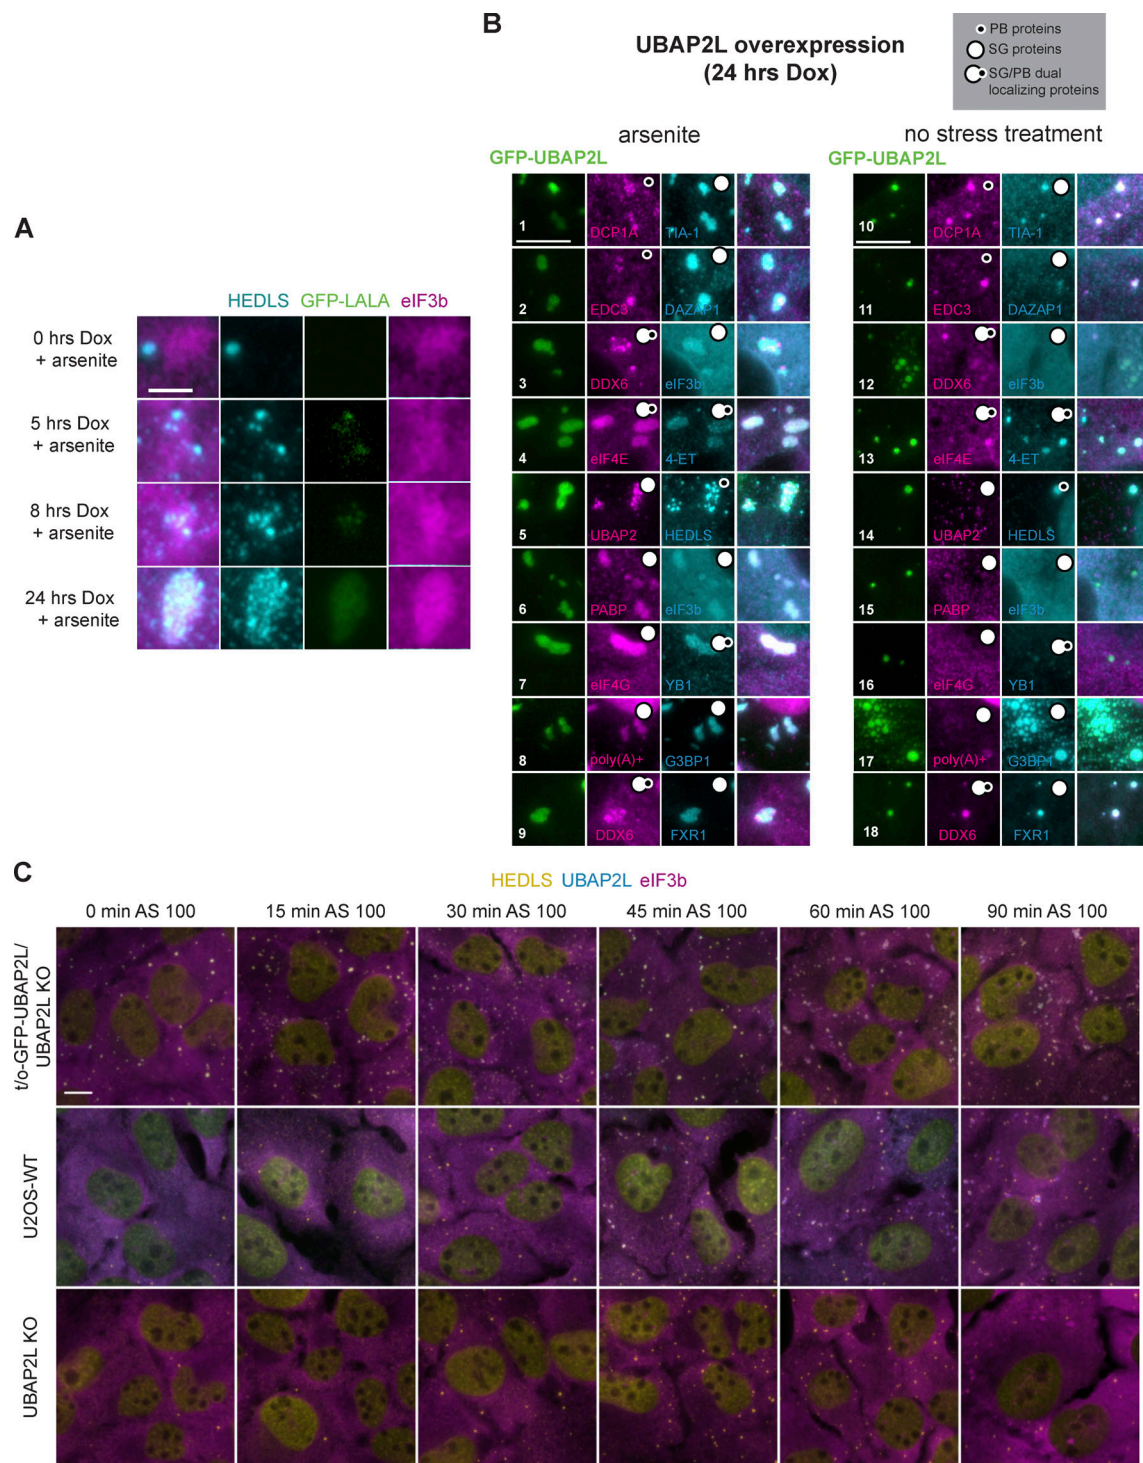 B
UBAP2L overexpression
(24 hrs Dox)
PB proteins
SG proteins
SG/PB dual
localizing proteins
arsenite
no stress treatment
GFP-UBAP2L
GFP-UBAP2L
1
DCP1A
TIA-1
10
DCP1A
TIA-1
2
EDC3
DAZAP1
11
EDC3
DAZAP1
3
DDX6
eIF3b
12
DDX6
eIF3b
4
eIF4E
4-ET
13
eIF4E
4-ET
5
UBAP2
HEDLS
14
UBAP2
HEDLS
6
PABP
eIF3b
15
PABP
eIF3b
7
eIF4G
YB1
16
eIF4G
YB1
8
poly(A)+
G3BP1
17
poly(A)+
G3BP1
9
DDX6
FXR1
18
DDX6
FXR1
A
HEDLS GFP-LALA eIF3b
0 hrs Dox
+ arsenite
5 hrs Dox
+ arsenite
8 hrs Dox
+ arsenite
24 hrs Dox
+ arsenite
C
HEDLS UBAP2L eIF3b
0 min AS 100
15 min AS 100
30 min AS 100
45 min AS 100
60 min AS 100
90 min AS 100
t/o-GFP-UBAP2L/
UBAP2L KO
U2OS-WT
UBAP2L KO